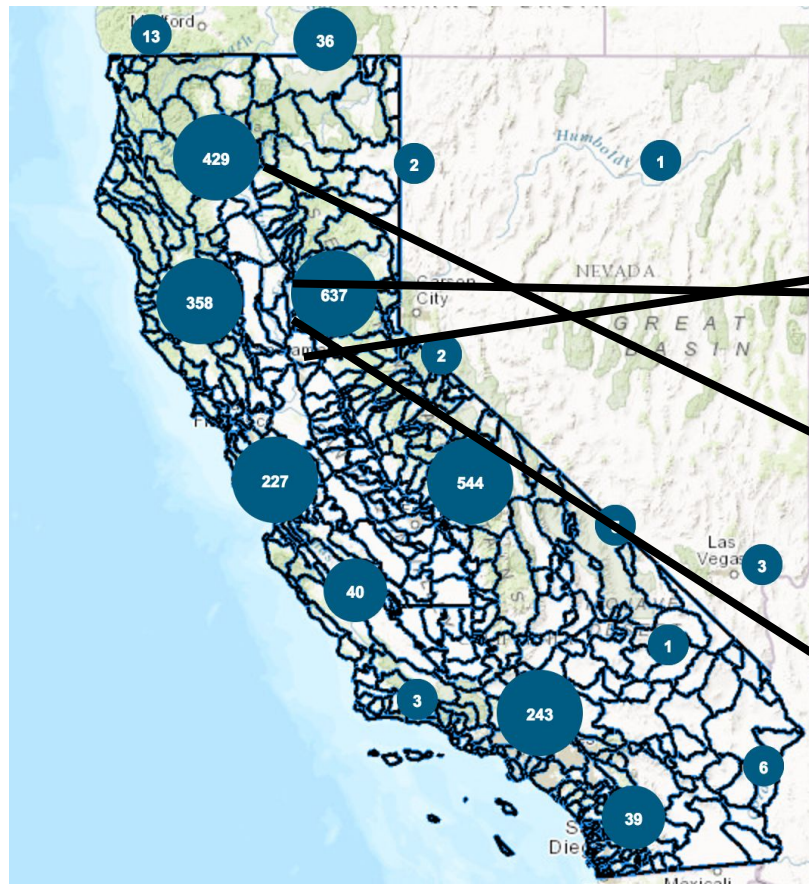 Medford
13
36
429
2
Humboldt
1
NEVADA
358
637
Carson
City
GREAT
BASIN
2
227
544
Las
Vegas
3
40
1
3
243
6
39
Mexicali